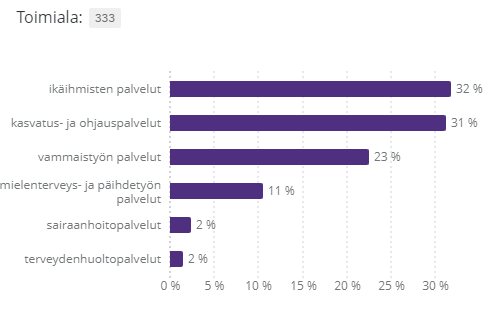 Toimiala: 333
ikäihmisten palvelut 32 %
kasvatus- ja ohjauspalvelut 31 %
vammaistyön palvelut 23 %
mielenterveys- ja päihdetyön
palvelut 11 %
sairaanhoitopalvelut 2 %
terveydenhuoltopalvelut 2 %
0 % 5 % 10 % 15 % 20 % 25 % 30 %